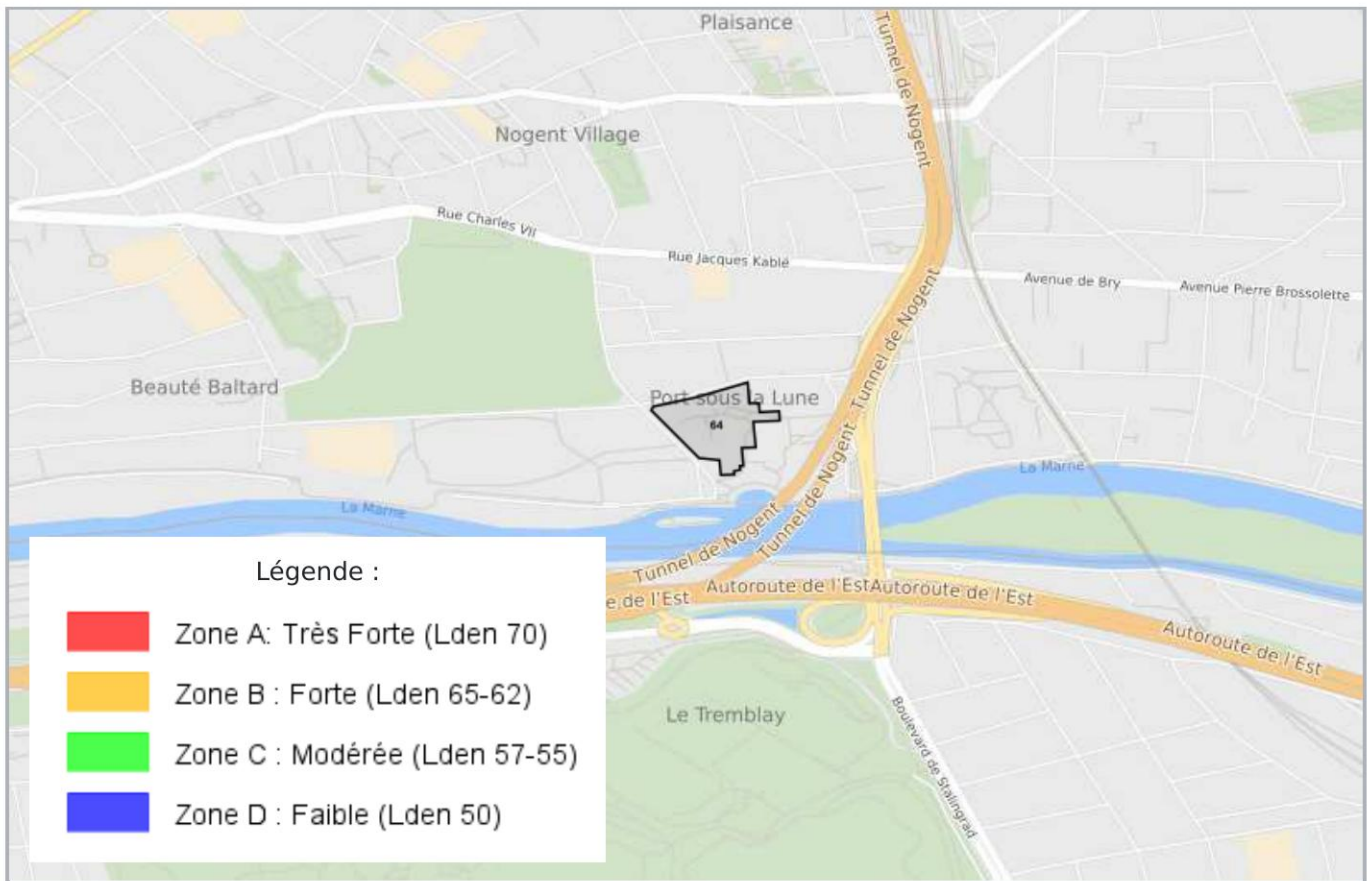 Plaisance
Tunnel de Nogent
Nogent Village
Rue Charles VII
Rue Jacques Kablé
Avenue de Bry
Avenue Pierre Brossolette
Tunnel de Nogent
Beauté Baltard
Port sous la Lune
64
Tunnel de Nogent
La Marne
La Marne
Tunnel de Nogent
Autoroute de l'Est
Autoroute de l'Est
e de l'Est
Autoroute de l'Est
Le Tremblay
Boulevard de Stalingrad
Légende :
Zone A: Très Forte (Lden 70)
Zone B : Forte (Lden 65-62)
Zone C : Modérée (Lden 57-55)
Zone D : Faible (Lden 50)